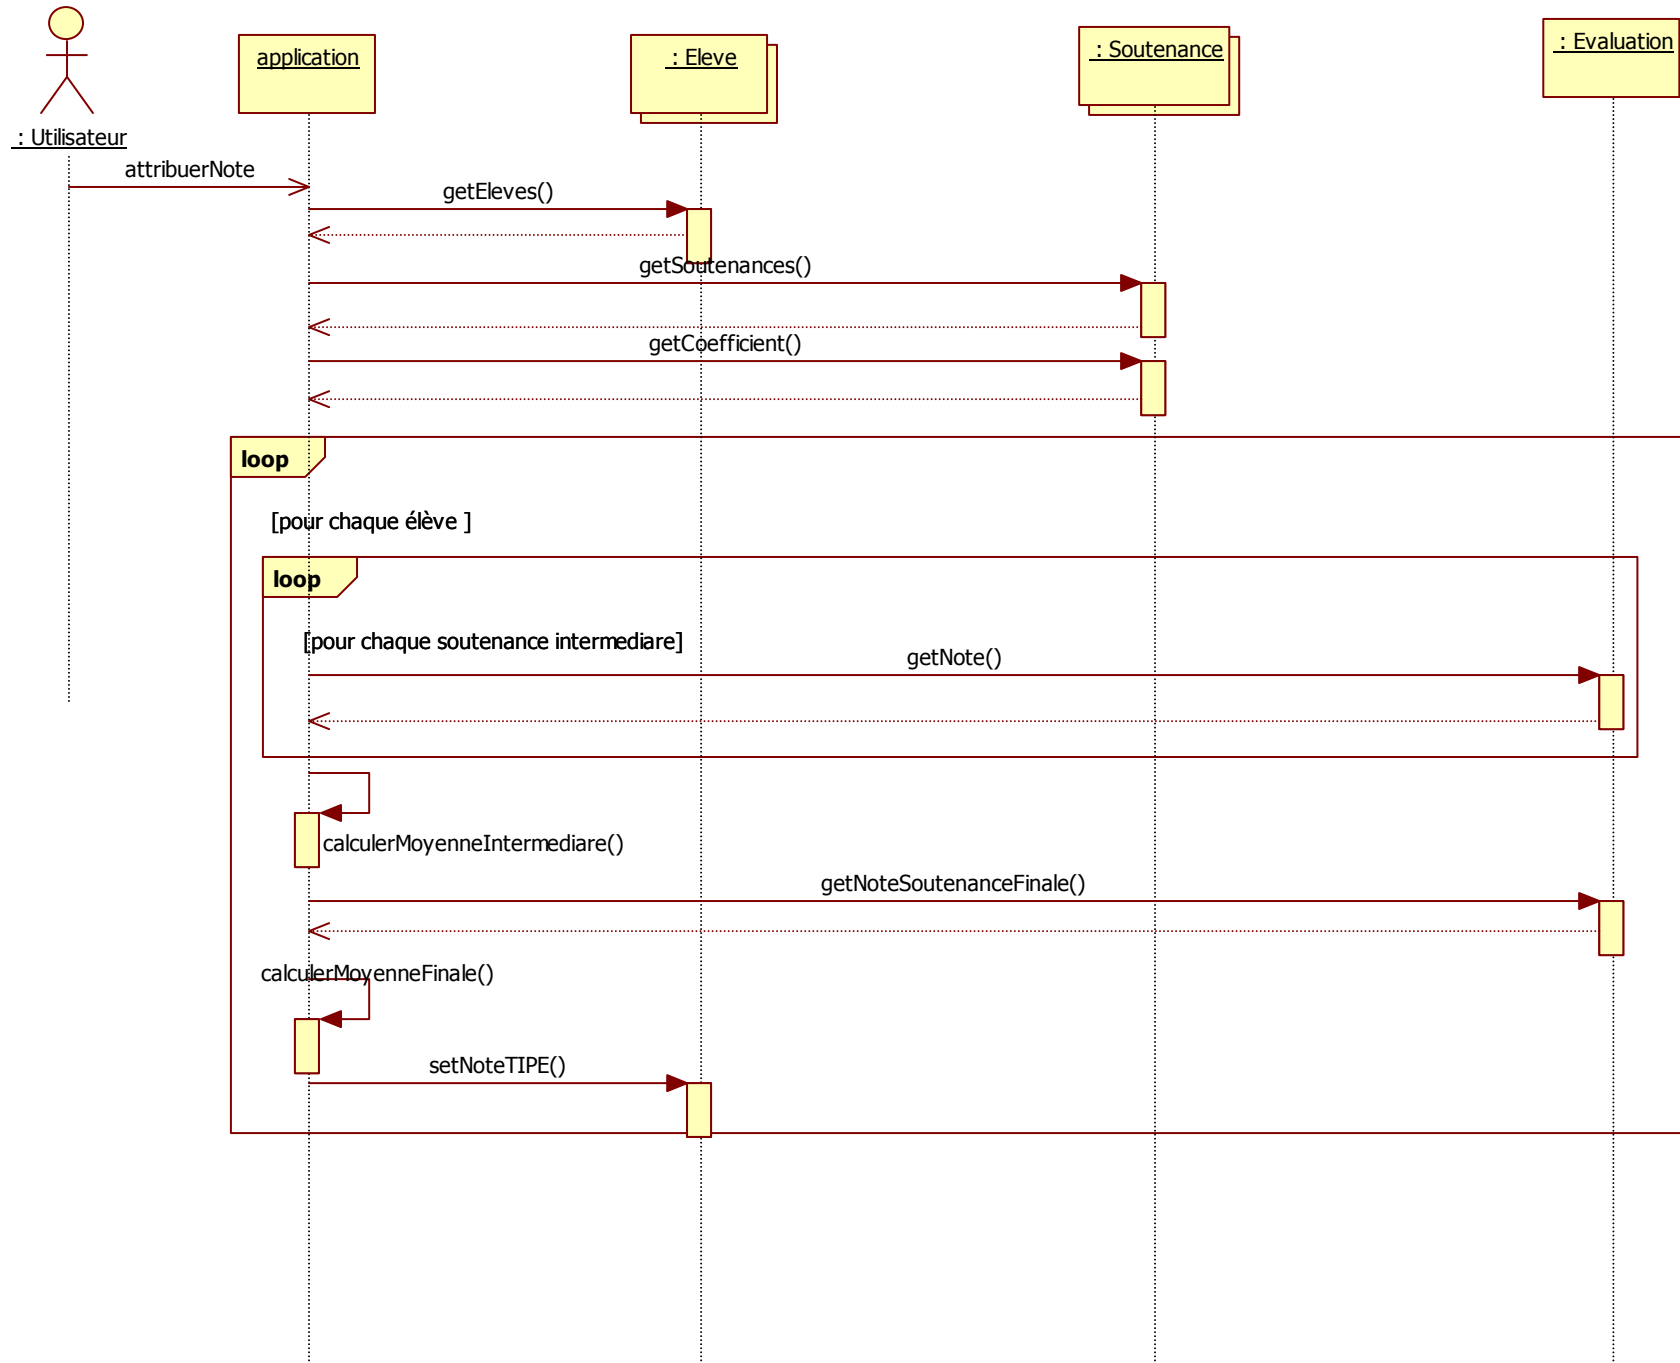 application
: Eleve
: Soutenance
: Evaluation
: Utilisateur
attribuerNote
getEleves()
getSoutenances()
getCoefficient()
loop
[pour chaque élève ]
loop
[pour chaque soutenance intermediare]
getNote()
calculerMoyenneIntermediare()
getNoteSoutenanceFinale()
calculerMoyenneFinale()
setNoteTIPE()